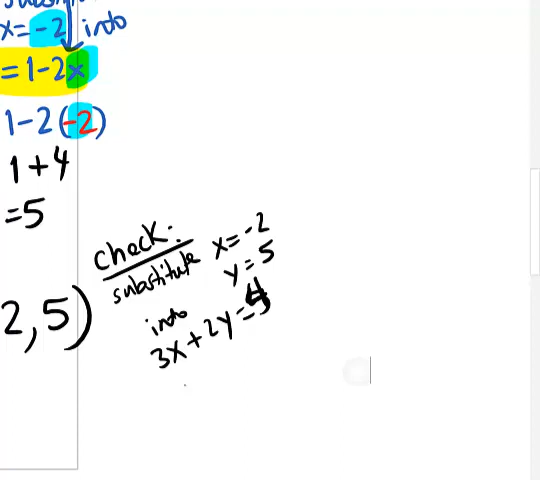 x=-2 into
=1-2x
1-2(-2)
1+4
=5
2,5)
check:
substitute
x=-2
y=5
into
3x+2y=4